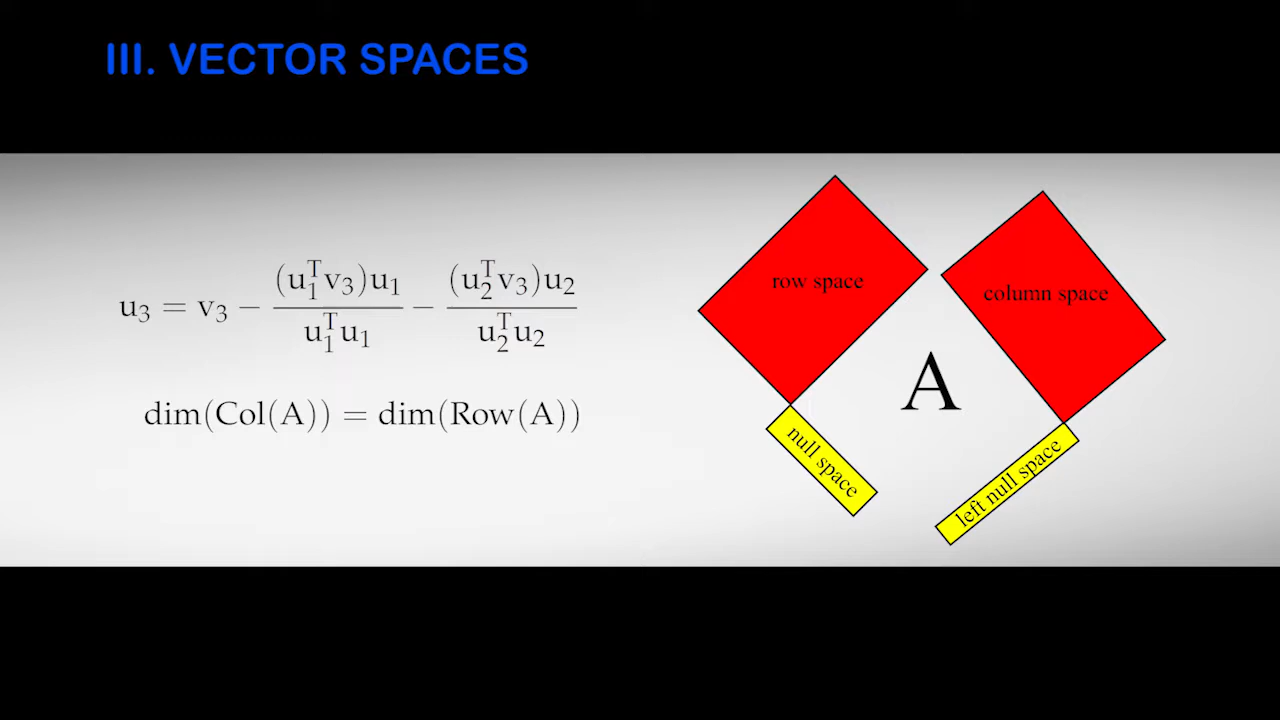 III. VECTOR SPACES
u₃ = v₃ − (u₁ᵀv₃)u₁ / u₁ᵀu₁ − (u₂ᵀv₃)u₂ / u₂ᵀu₂
dim(Col(A)) = dim(Row(A))
row space
column space
A
null space
left null space